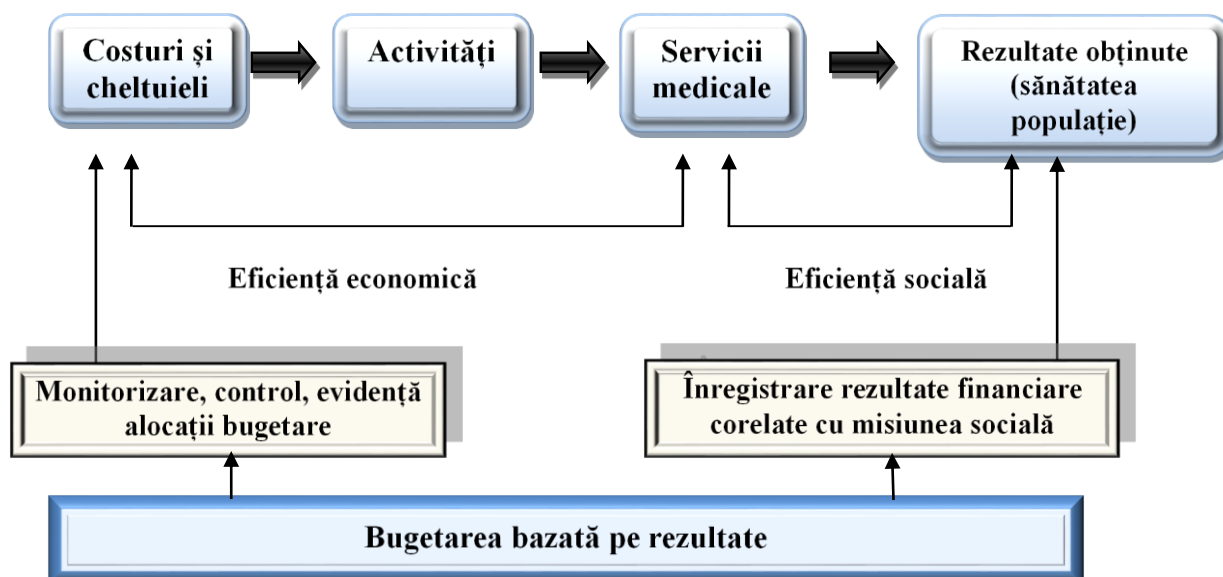 Costuri și
cheltuieli
Activități
Servicii
medicale
Rezultate obținute
(sănătatea
populație)
Eficiență economică
Eficiență socială
Monitorizare, control, evidență
alocații bugetare
Înregistrare rezultate financiare
corelate cu misiunea socială
Bugetarea bazată pe rezultate